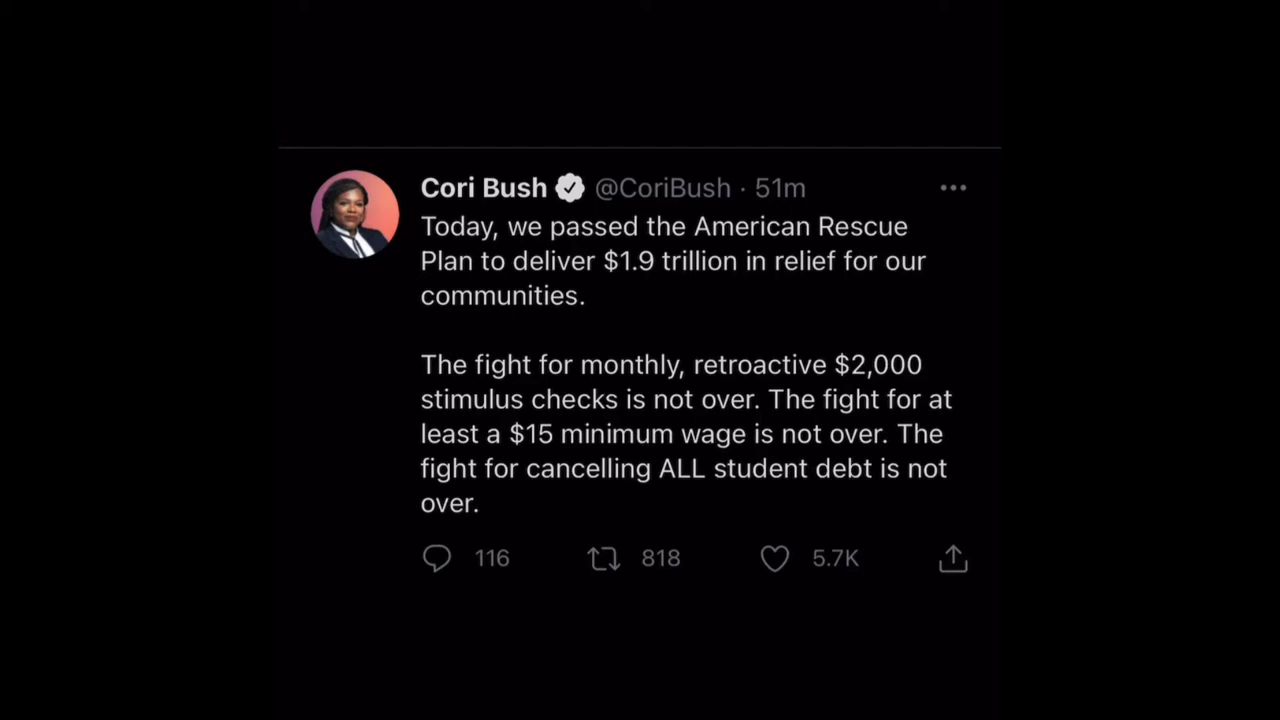 Cori Bush @CoriBush · 51m
Today, we passed the American Rescue
Plan to deliver $1.9 trillion in relief for our
communities.
The fight for monthly, retroactive $2,000
stimulus checks is not over. The fight for at
least a $15 minimum wage is not over. The
fight for cancelling ALL student debt is not
over.
116 818 5.7K